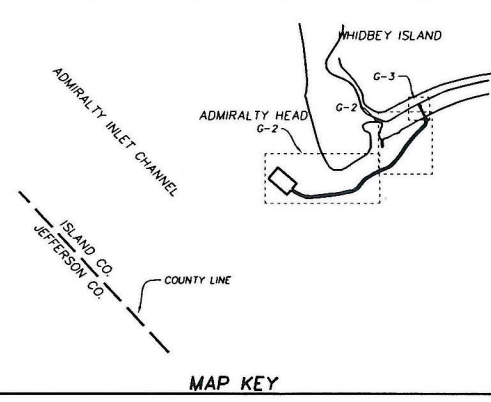 WHIDBEY ISLAND
G-3
G-2
ADMIRALTY HEAD
G-2
ADMIRALTY INLET CHANNEL
ISLAND CO.
JEFFERSON CO.
COUNTY LINE
MAP KEY